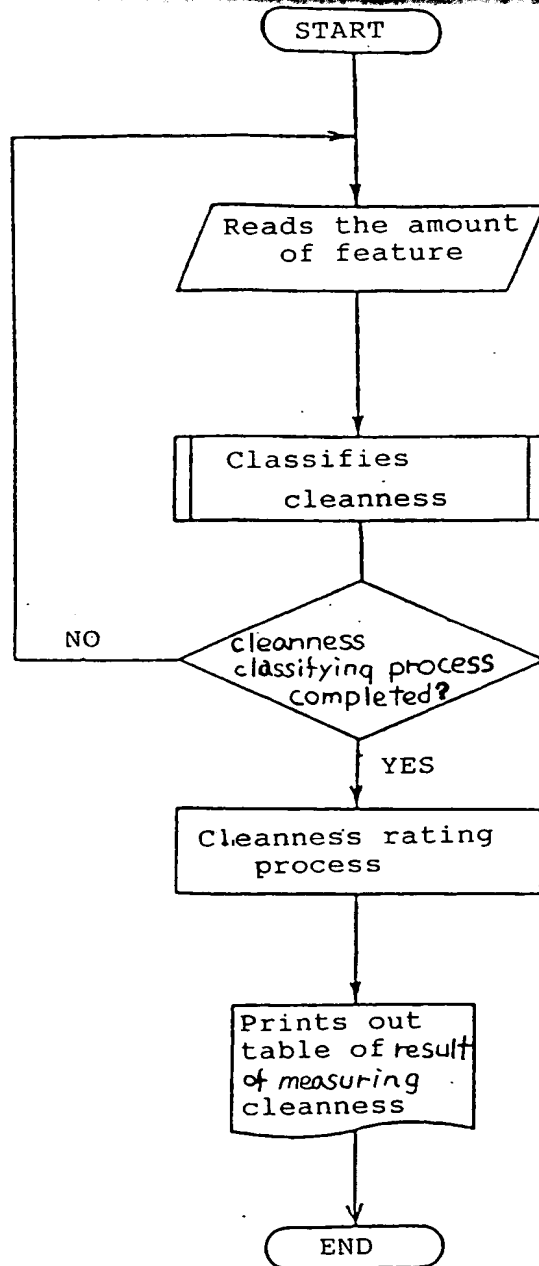 START
Reads the amount
of feature
Classifies
cleanness
NO
cleanness
classifying process
completed?
YES
Cleanness rating
process
Prints out
table of result
of measuring
cleanness
END